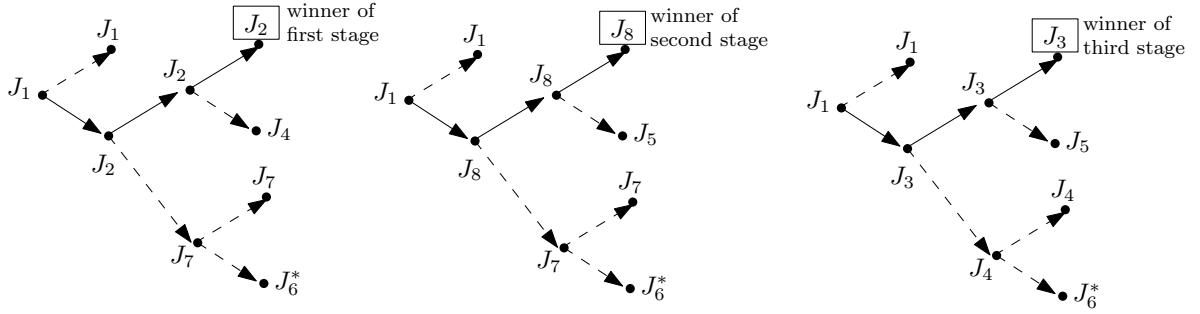 J₁
J₂
winner of
first stage
J₂
J₁
J₄
J₂
J₇
J₇
J₆*
J₁
J₈
winner of
second stage
J₈
J₁
J₅
J₈
J₇
J₇
J₆*
J₁
J₃
winner of
third stage
J₃
J₁
J₅
J₃
J₄
J₄
J₆*